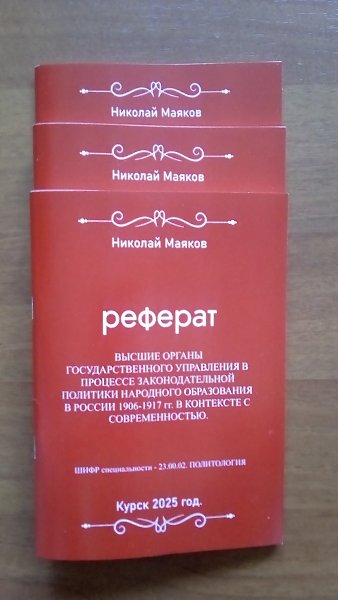 Николай Маяков
Николай Маяков
Николай Маяков
реферат
ВЫСШИЕ ОРГАНЫ
ГОСУДАРСТВЕННОГО УПРАВЛЕНИЯ В
ПРОЦЕССЕ ЗАКОНОДАТЕЛЬНОЙ
ПОЛИТИКИ НАРОДНОГО ОБРАЗОВАНИЯ
В РОССИИ 1906-1917 гг. В КОНТЕКСТЕ С
СОВРЕМЕННОСТЬЮ.
ШИФР специальности - 23.00.02. ПОЛИТОЛОГИЯ
Курск 2025 год.